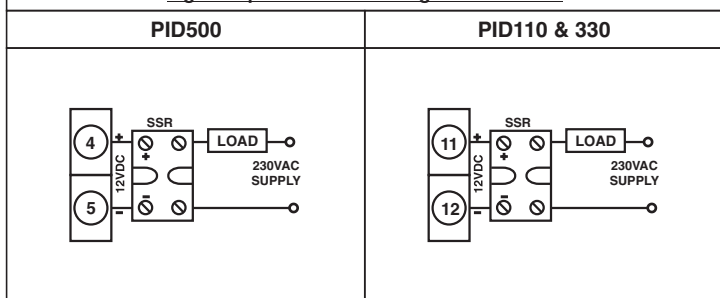 PID500
PID110 & 330
SSR
4
+
LOAD
+
12VDC
230VAC
SUPPLY
5
-
-
SSR
11
+
LOAD
+
12VDC
230VAC
SUPPLY
12
-
-